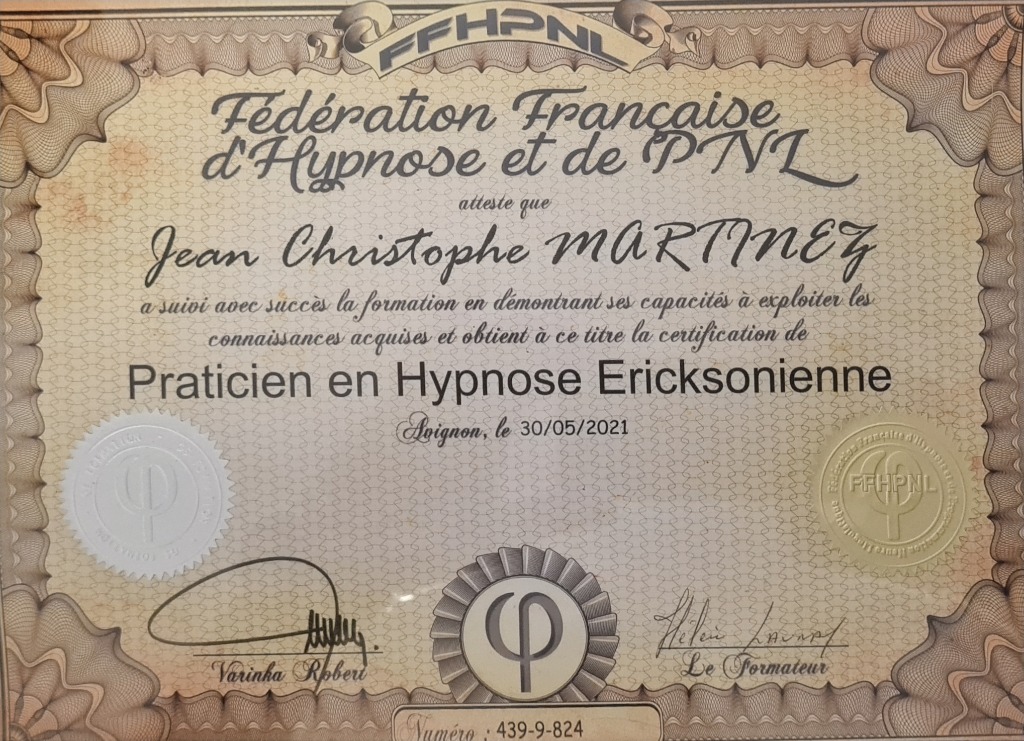 FFHPNL
Fédération Française
d'Hypnose et de PNL
atteste que
Jean Christophe MARTINEZ
a suivi avec succès la formation en démontrant ses capacités à exploiter les
connaissances acquises et obtient à ce titre la certification de
Praticien en Hypnose Ericksonienne
Avignon, le 30/05/2021
FFHPNL
Varinka Robert
Le Formateur
Numéro : 439-9-824